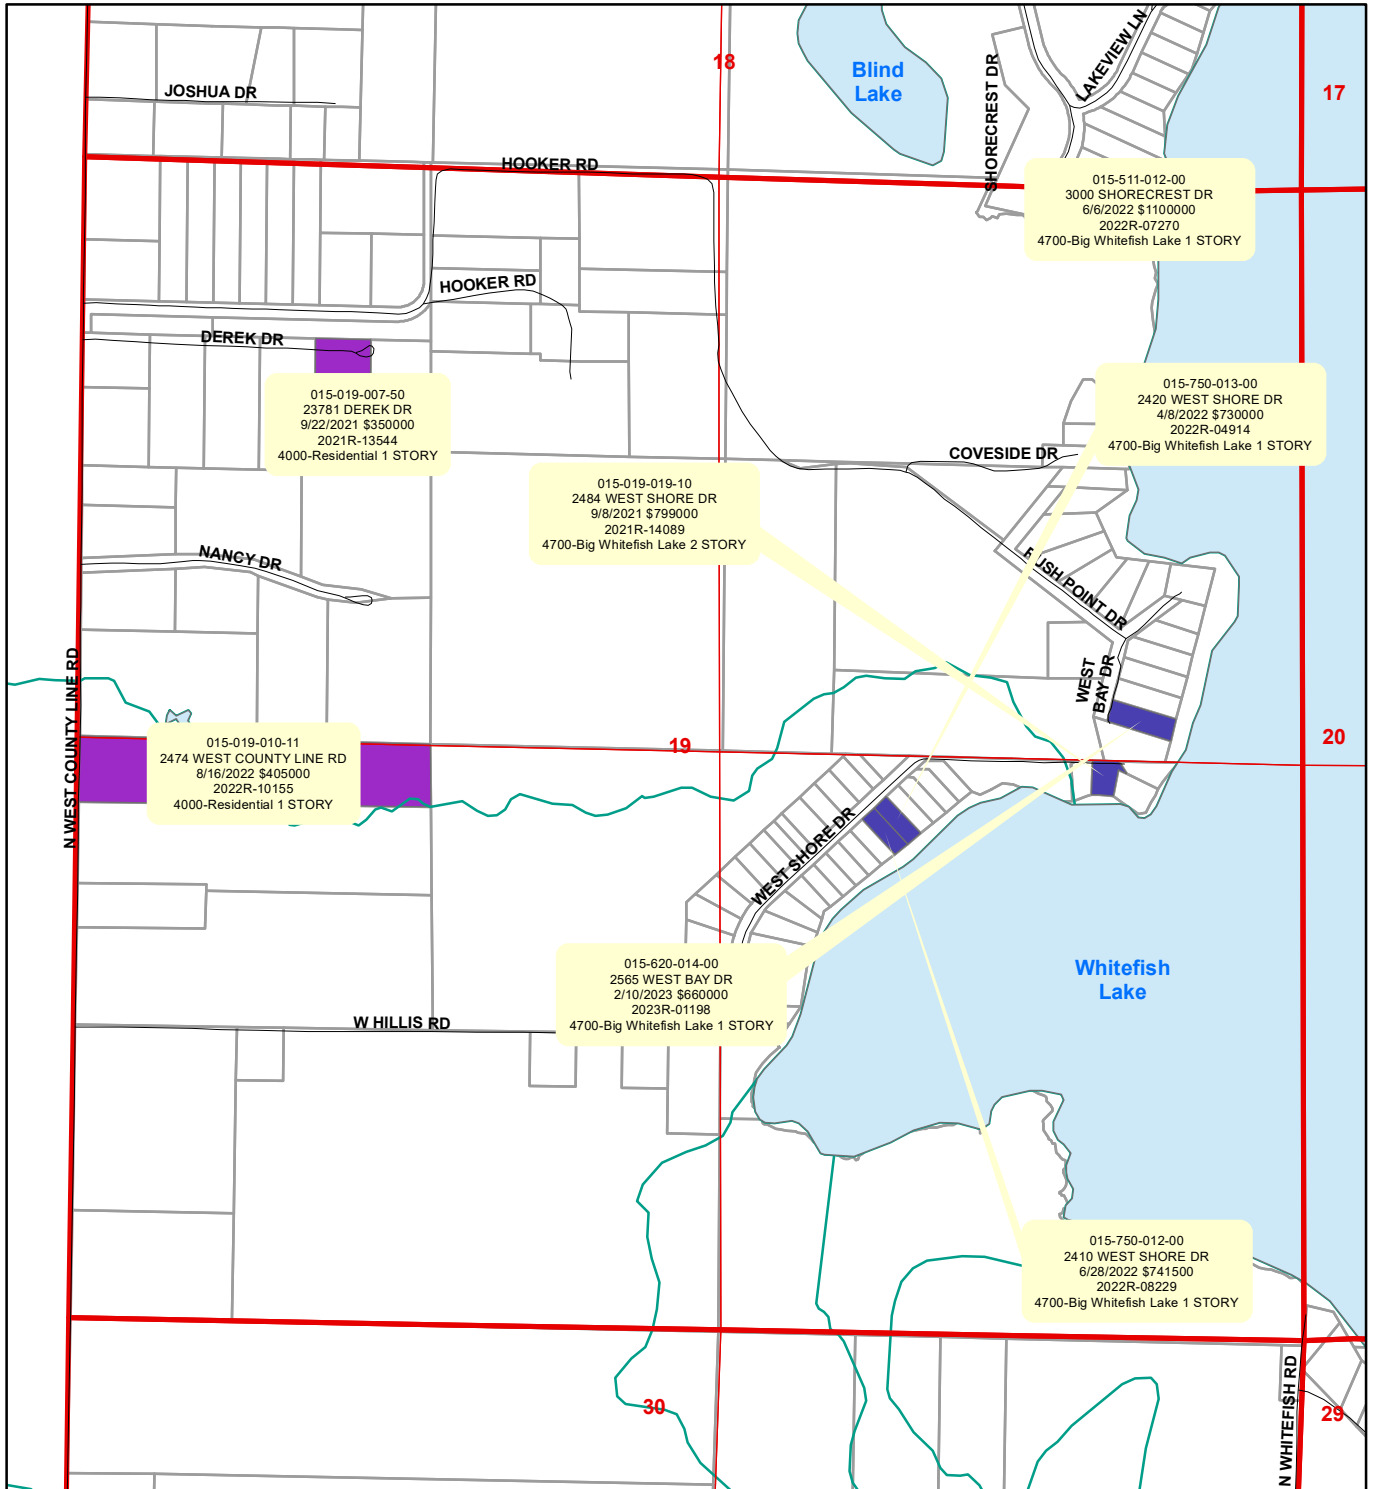 18
Blind
Lake
LAKEVIEW LN
SHORECREST DR
17
JOSHUA DR
HOOKER RD
015-511-012-00
3000 SHORECREST DR
6/6/2022 $1100000
2022R-07270
4700-Big Whitefish Lake 1 STORY
HOOKER RD
DEREK DR
015-019-007-50
23781 DEREK DR
9/22/2021 $350000
2021R-13544
4000-Residential 1 STORY
015-750-013-00
2420 WEST SHORE DR
4/8/2022 $730000
2022R-04914
4700-Big Whitefish Lake 1 STORY
COVESIDE DR
015-019-019-10
2484 WEST SHORE DR
9/8/2021 $799000
2021R-14089
4700-Big Whitefish Lake 2 STORY
NANCY DR
POINT DR
WEST
BAY DR
N WEST COUNTY LINE RD
015-019-010-11
2474 WEST COUNTY LINE RD
8/16/2022 $405000
2022R-10155
4000-Residential 1 STORY
19
20
WEST SHORE DR
015-620-014-00
2565 WEST BAY DR
2/10/2023 $660000
2023R-01198
4700-Big Whitefish Lake 1 STORY
Whitefish
Lake
W HILLIS RD
015-750-012-00
2410 WEST SHORE DR
6/28/2022 $741500
2022R-08229
4700-Big Whitefish Lake 1 STORY
30
N WHITEFISH RD
29